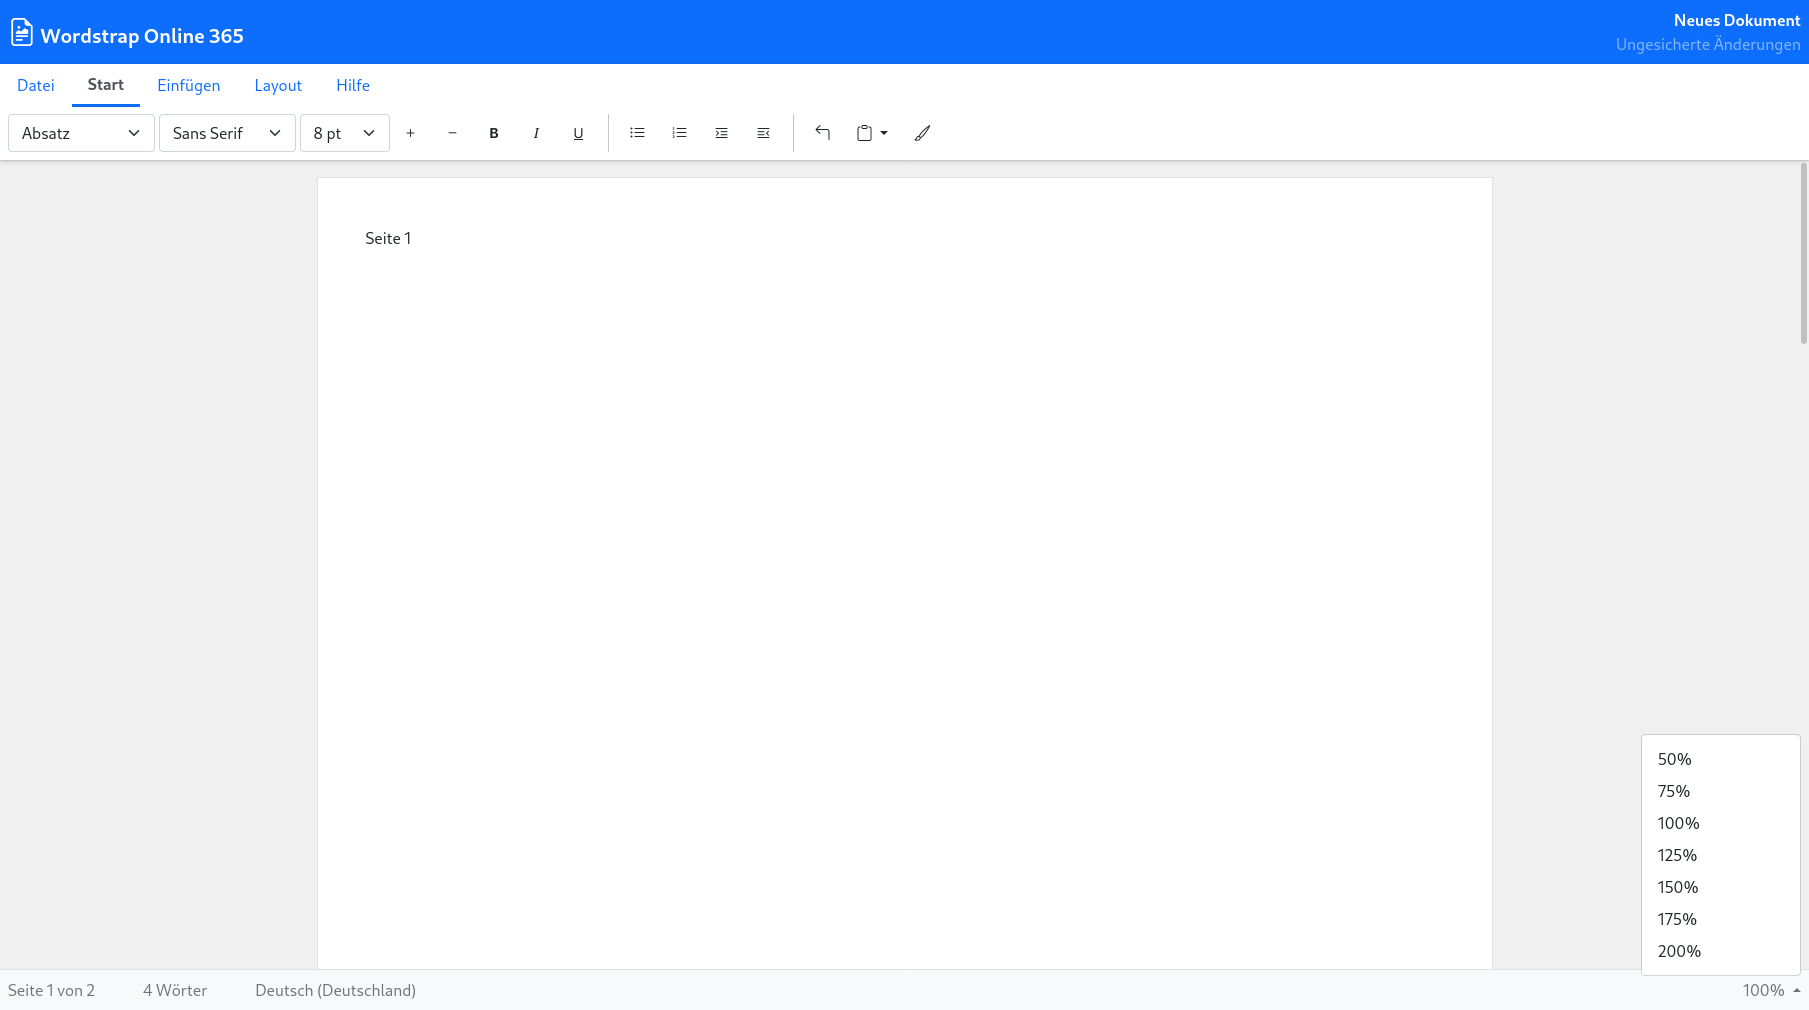 Wordstrap Online 365
Neues Dokument
Ungesicherte Änderungen
Datei Start Einfügen Layout Hilfe
Absatz Sans Serif 8 pt + − B I U
Seite 1
50%
75%
100%
125%
150%
175%
200%
Seite 1 von 2 4 Wörter Deutsch (Deutschland) 100%